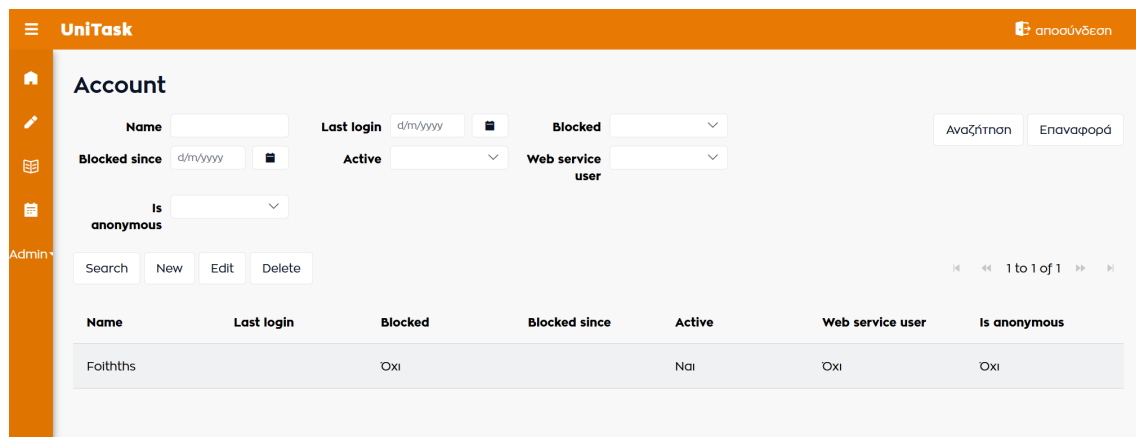 UniTask αποσύνδεση
Account
Name Last login d/m/yyyy Blocked Αναζήτηση Επαναφορά
Blocked since d/m/yyyy Active Web service user
Is anonymous
Admin
Search New Edit Delete 1 to 1 of 1
Name Last login Blocked Blocked since Active Web service user Is anonymous
Foithths Όχι Ναι Όχι Όχι